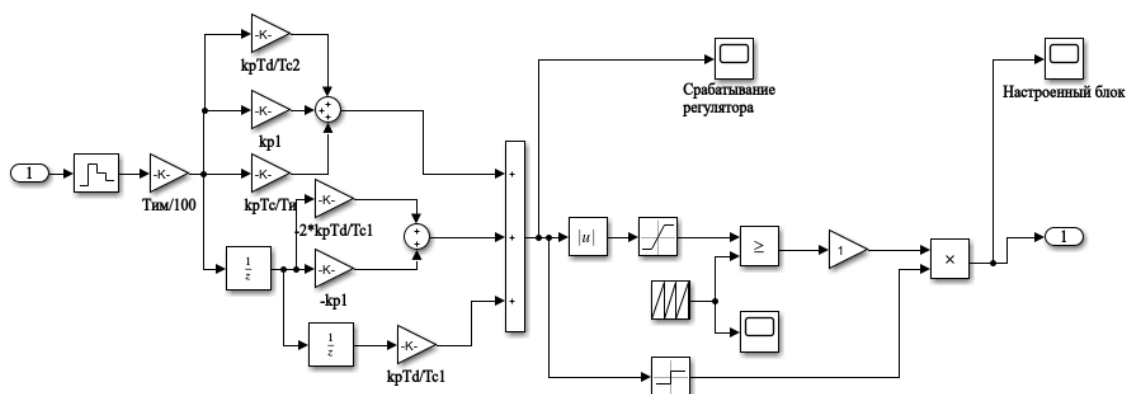 -K-
kpTd/Tc2
-K-
kp1
1
-K-
Тим/100
-K-
kpTc/Tи
-K-
-2*kpTd/Tc1
-K-
-kp1
1
z
1
z
-K-
kpTd/Tc1
+
+
+
+
+
+
+
+
+
Срабатывание
регулятора
Настроенный блок
|u|
≥
1
×
1